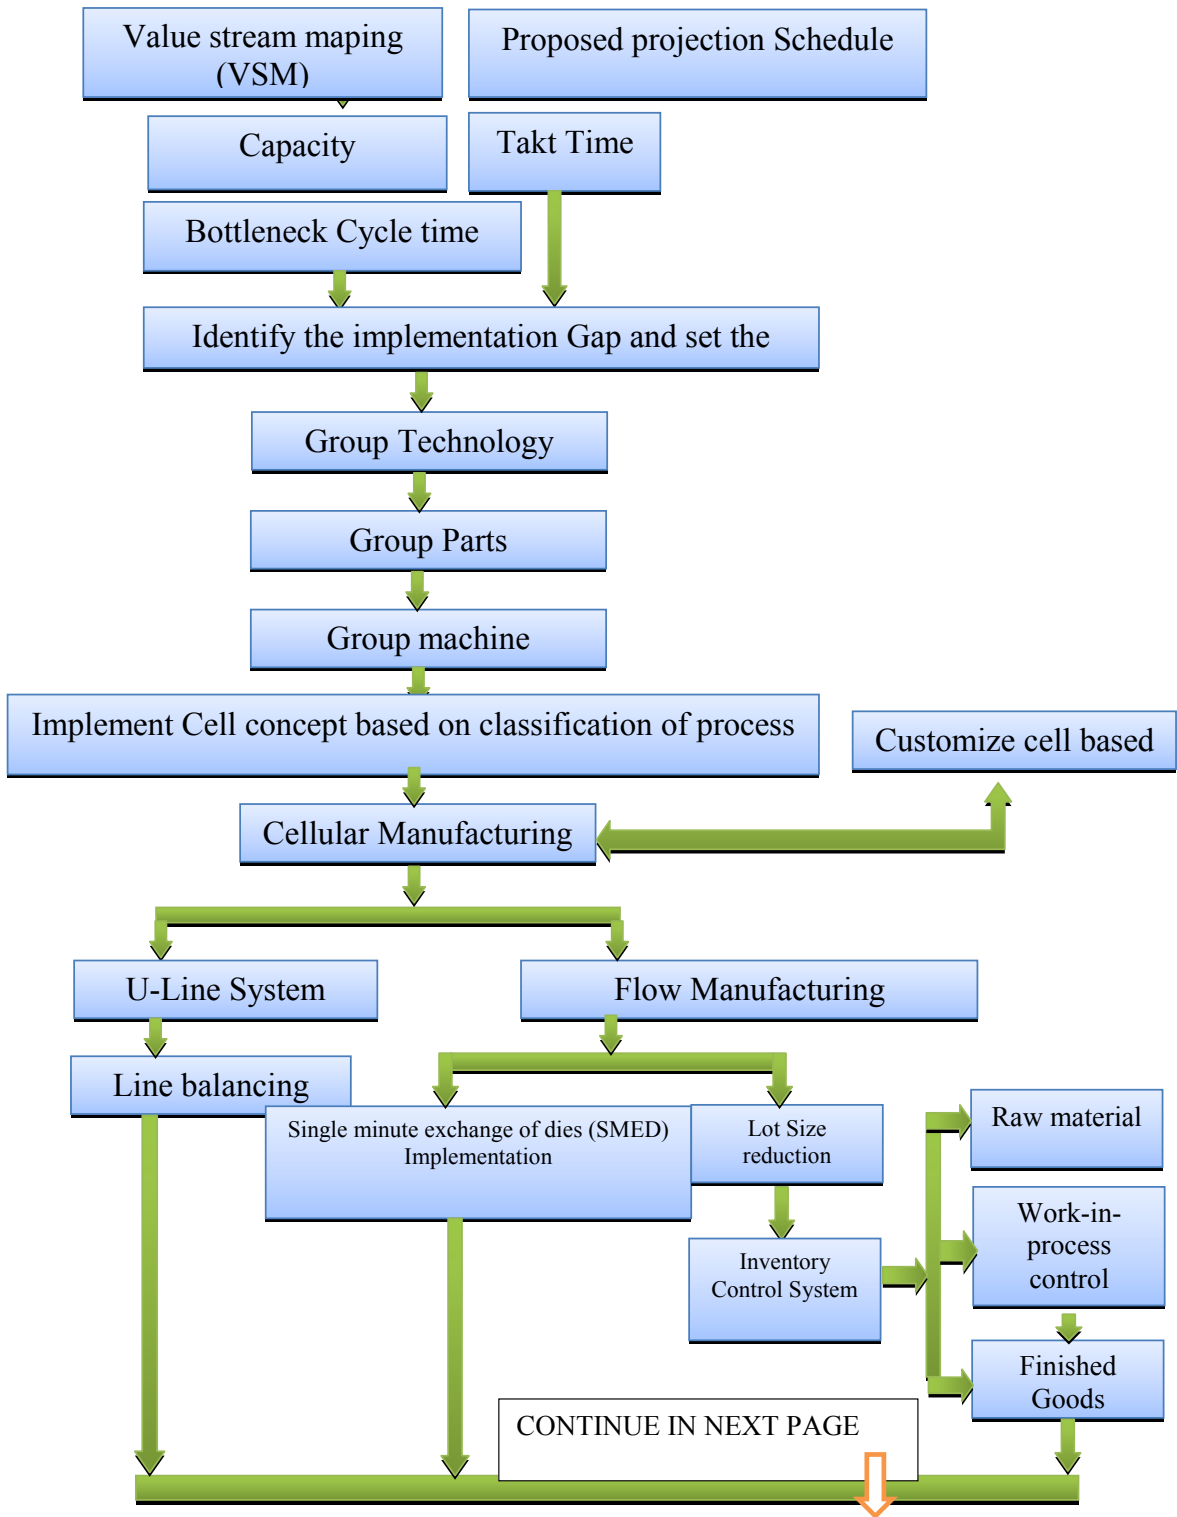 Value stream maping
(VSM)
Proposed projection Schedule
Capacity
Takt Time
Bottleneck Cycle time
Identify the implementation Gap and set the
Group Technology
Group Parts
Group machine
Implement Cell concept based on classification of process
Customize cell based
Cellular Manufacturing
U-Line System
Flow Manufacturing
Line balancing
Single minute exchange of dies (SMED)
Implementation
Lot Size
reduction
Raw material
Inventory
Control System
Work-in-
process
control
Finished
Goods
CONTINUE IN NEXT PAGE